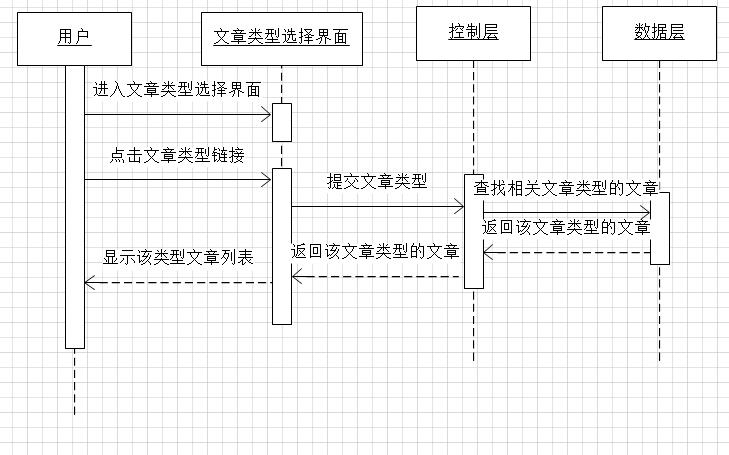 用户
文章类型选择界面
控制层
数据层
进入文章类型选择界面
点击文章类型链接
提交文章类型
查找相关文章类型的文章
返回该文章类型的文章
返回该文章类型的文章
显示该类型文章列表